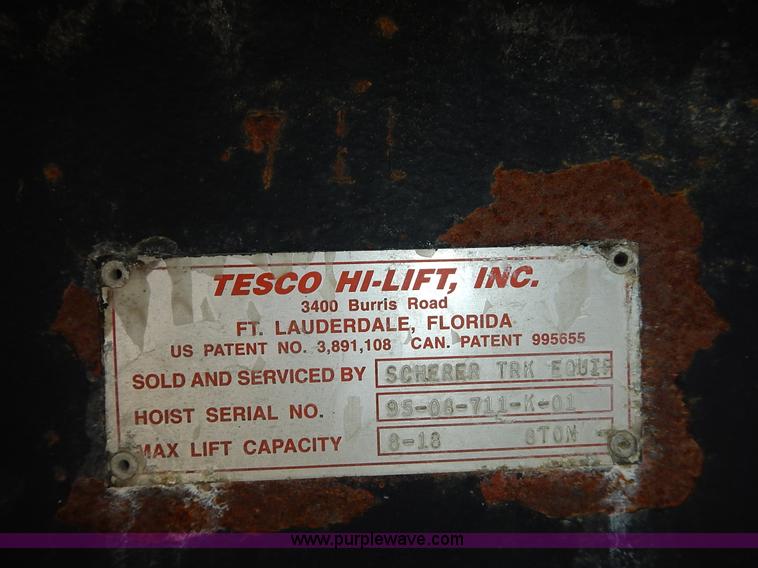 711
TESCO HI-LIFT, INC.
3400 Burris Road
FT. LAUDERDALE, FLORIDA
US PATENT NO. 3,891,108 CAN. PATENT 995655
SOLD AND SERVICED BY SCHERER TRK EQUIP
HOIST SERIAL NO. 95-08-711-K-01
MAX LIFT CAPACITY 8-18 8TON
www.purplewave.com